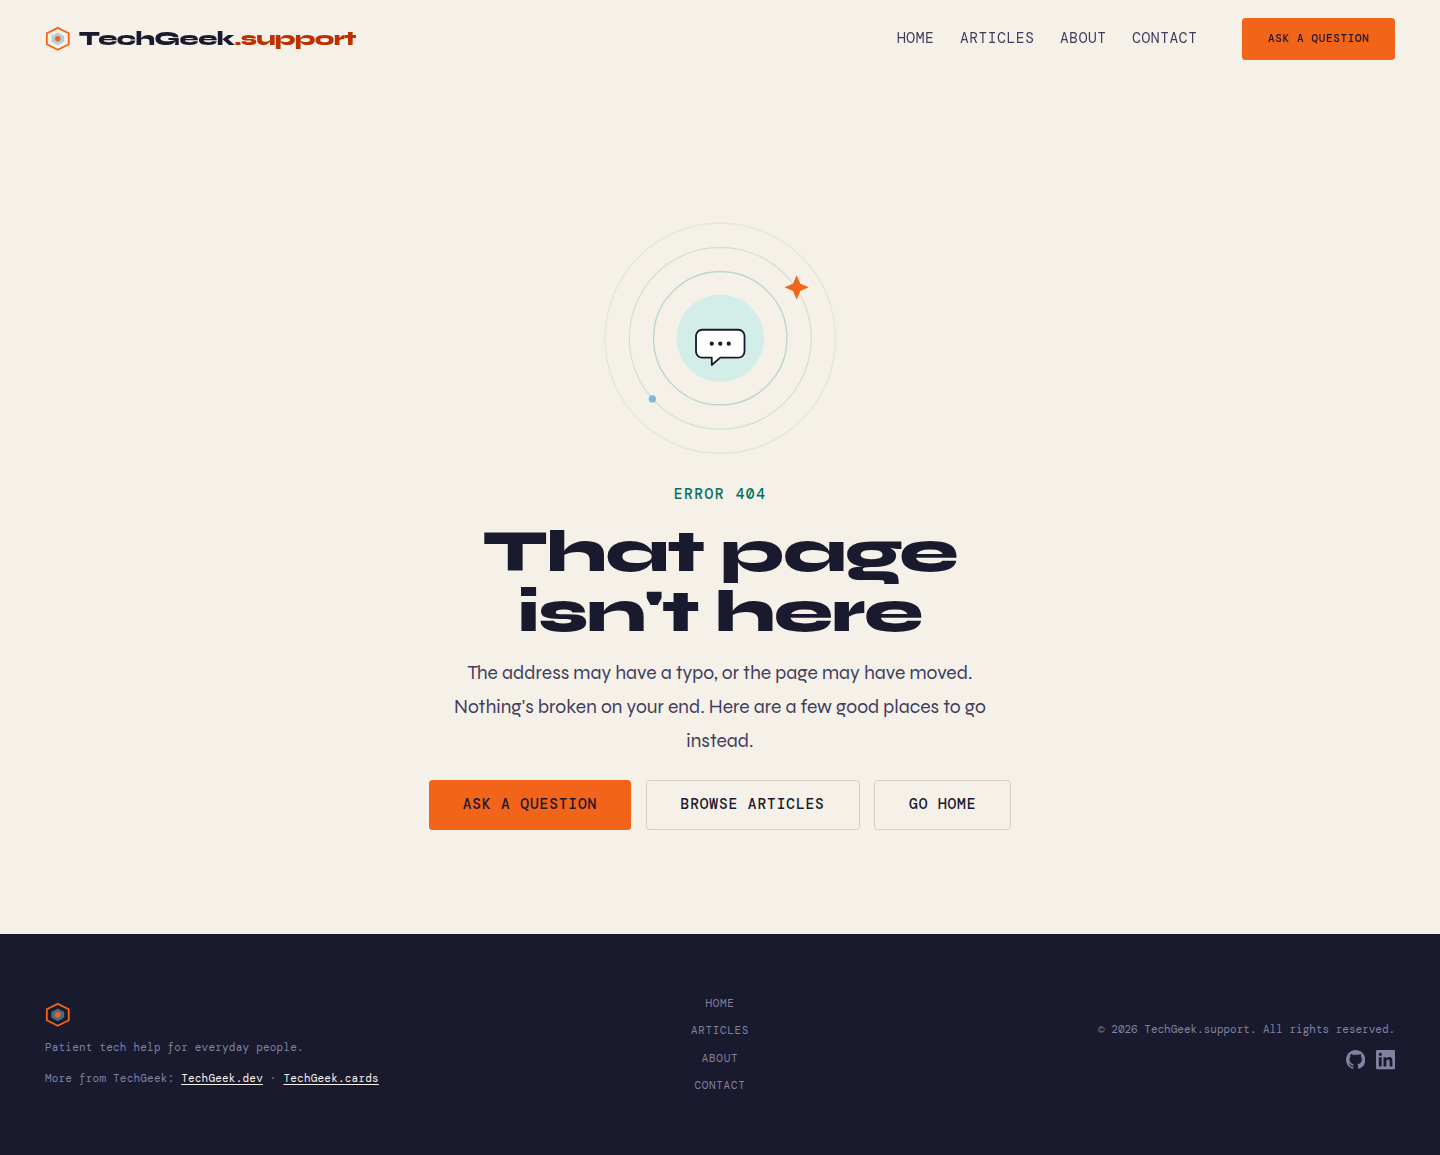 TechGeek.support
HOME ARTICLES ABOUT CONTACT ASK A QUESTION
ERROR 404
That page
isn't here
The address may have a typo, or the page may have moved.
Nothing's broken on your end. Here are a few good places to go
instead.
ASK A QUESTION BROWSE ARTICLES GO HOME
Patient tech help for everyday people.
More from TechGeek: TechGeek.dev · TechGeek.cards
HOME
ARTICLES
ABOUT
CONTACT
© 2026 TechGeek.support. All rights reserved.
in